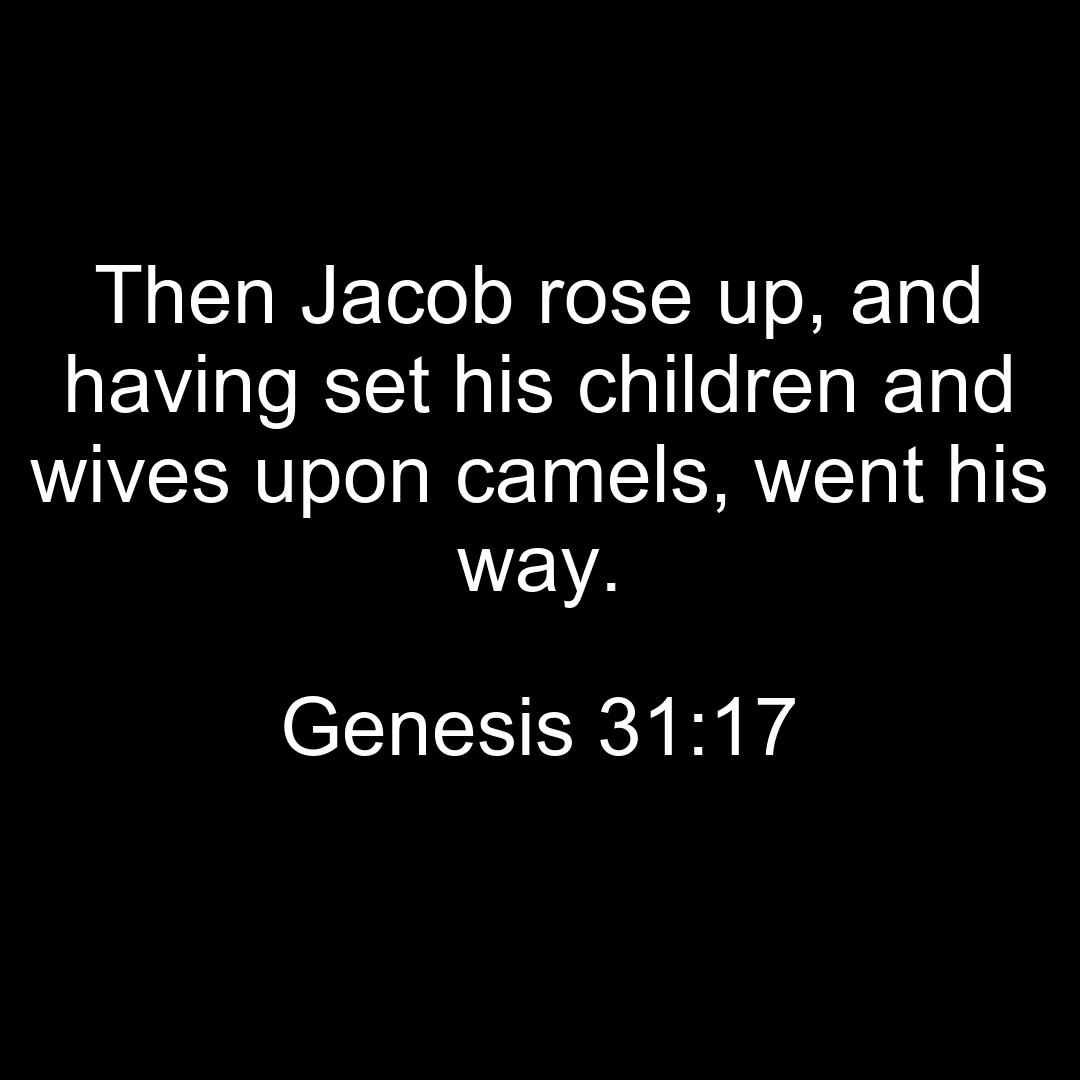 Then Jacob rose up, and
having set his children and
wives upon camels, went his
way.
Genesis 31:17